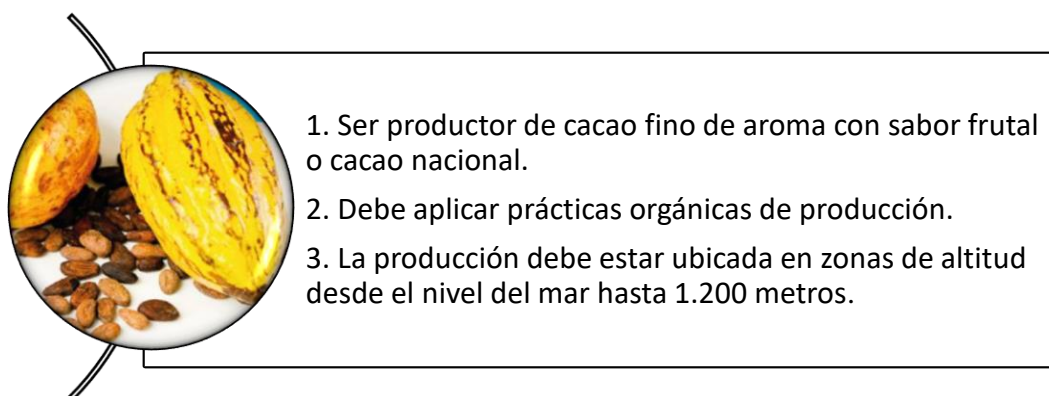 1. Ser productor de cacao fino de aroma con sabor frutal
o cacao nacional.
2. Debe aplicar prácticas orgánicas de producción.
3. La producción debe estar ubicada en zonas de altitud
desde el nivel del mar hasta 1.200 metros.